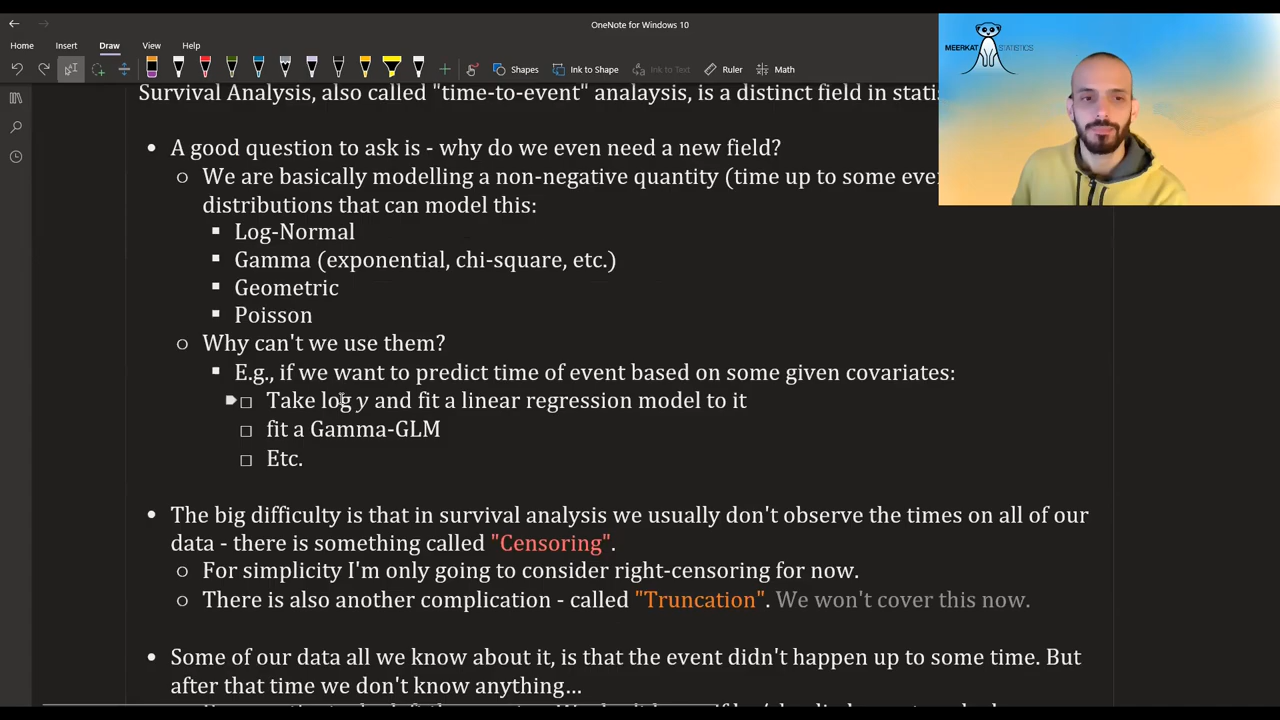 OneNote for Windows 10
Home Insert Draw View Help
Shapes Ink to Shape Ink to Text Ruler Math
MEERKAT STATISTICS
Survival Analysis, also called "time-to-event" analaysis, is a distinct field in
• A good question to ask is - why do we even need a new field?
○ We are basically modelling a non-negative quantity (time up to some
distributions that can model this:
▪ Log-Normal
▪ Gamma (exponential, chi-square, etc.)
▪ Geometric
▪ Poisson
○ Why can't we use them?
▪ E.g., if we want to predict time of event based on some given covariates:
□ Take log y and fit a linear regression model to it
□ fit a Gamma-GLM
□ Etc.
• The big difficulty is that in survival analysis we usually don't observe the times on all of our
data - there is something called "Censoring".
○ For simplicity I'm only going to consider right-censoring for now.
○ There is also another complication - called "Truncation". We won't cover this now.
• Some of our data all we know about it, is that the event didn't happen up to some time. But
after that time we don't know anything...